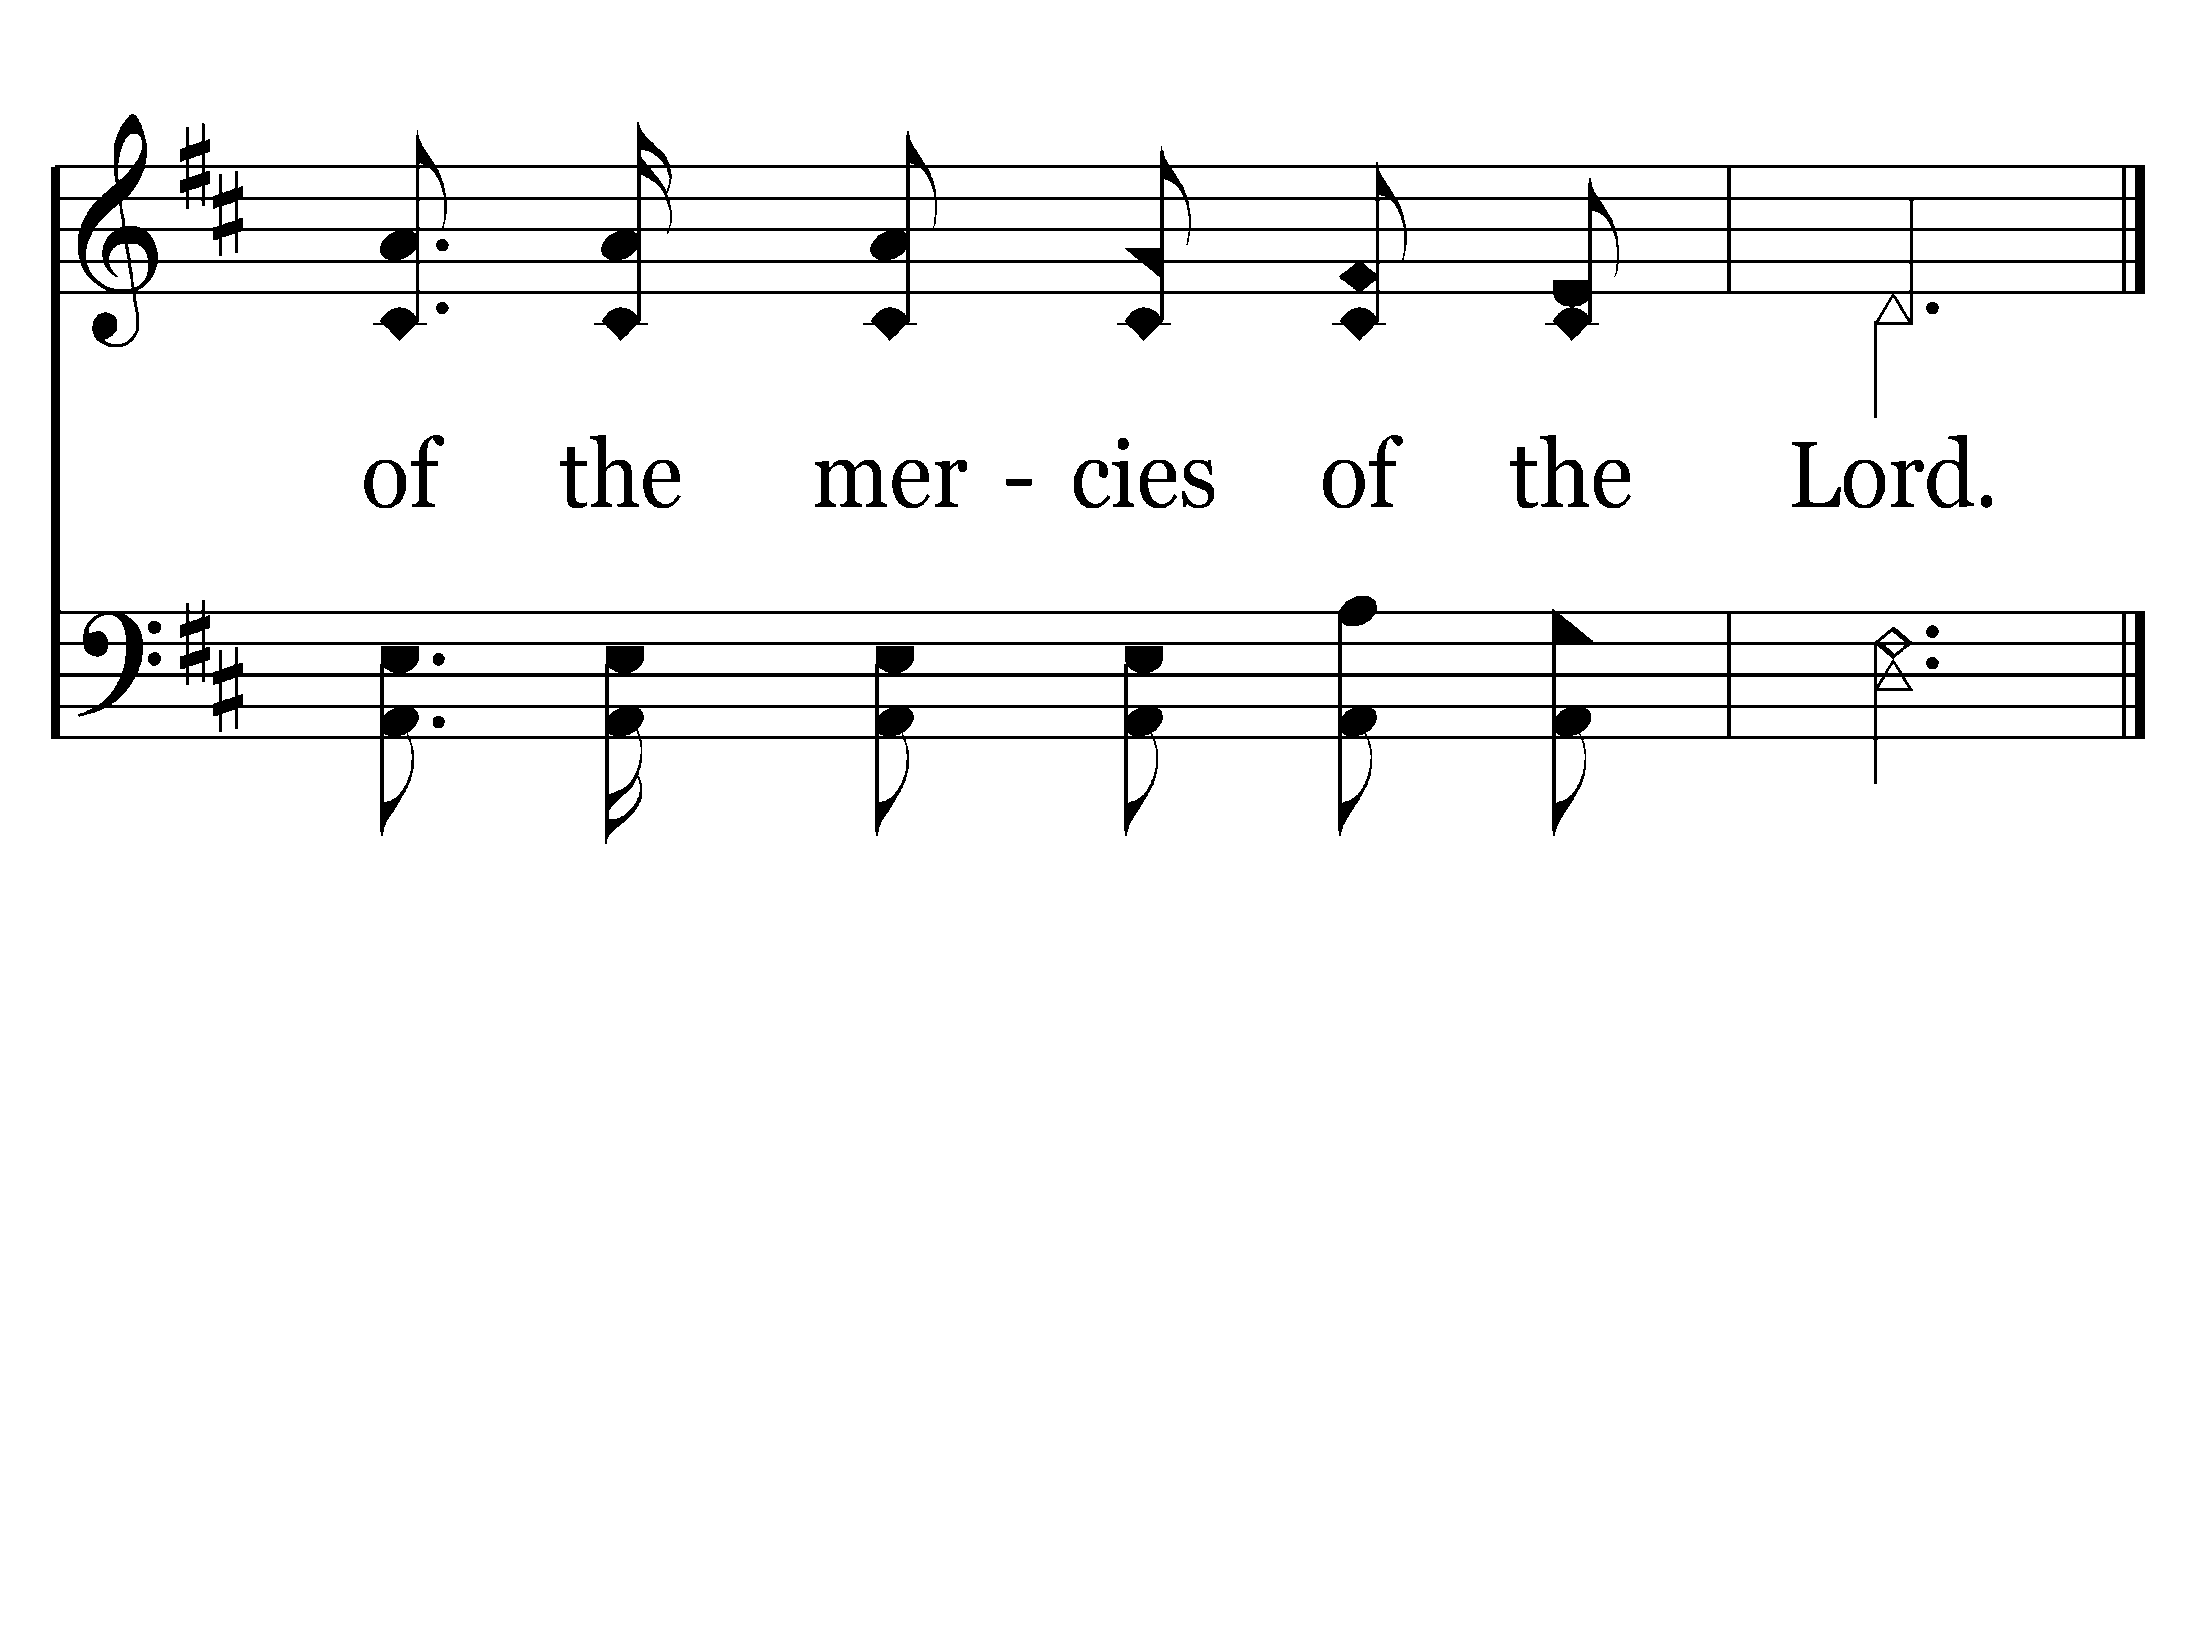 of the mer - cies of the Lord.